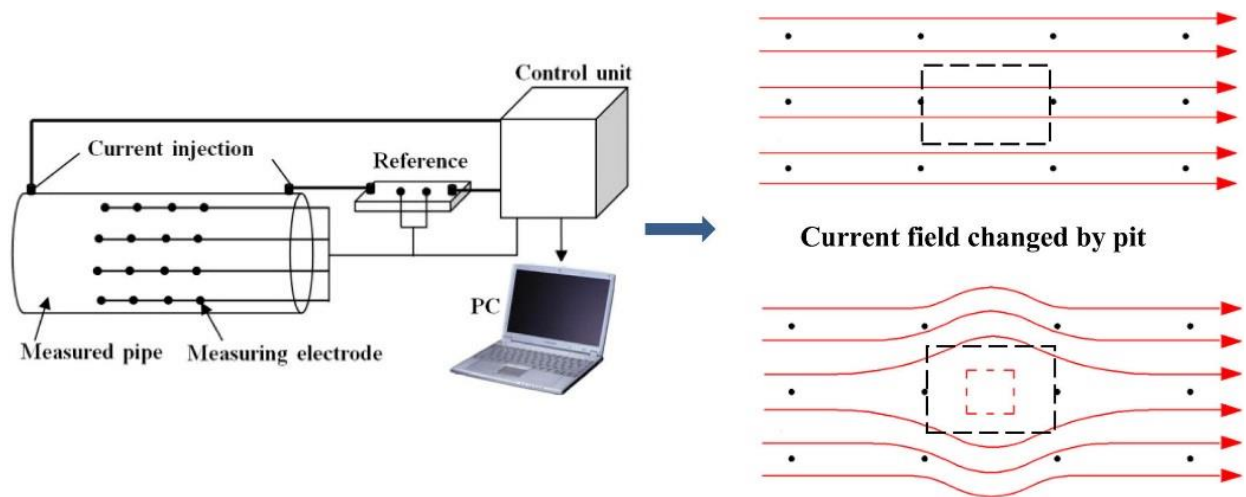 Control unit
Current injection
Reference
PC
Measured pipe
Measuring electrode
Current field changed by pit